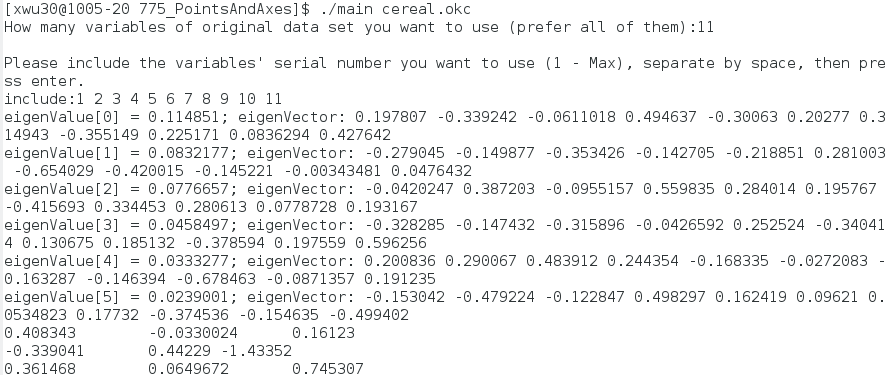 [xwu30@1005-20 775_PointsAndAxes]$ ./main cereal.okc
How many variables of original data set you want to use (prefer all of them):11
Please include the variables' serial number you want to use (1 - Max), separate by space, then pre
ss enter.
include:1 2 3 4 5 6 7 8 9 10 11
eigenValue[0] = 0.114851; eigenVector: 0.197807 -0.339242 -0.0611018 0.494637 -0.30063 0.20277 0.3
14943 -0.355149 0.225171 0.0836294 0.427642
eigenValue[1] = 0.0832177; eigenVector: -0.279045 -0.149877 -0.353426 -0.142705 -0.218851 0.281003
 -0.654029 -0.420015 -0.145221 -0.00343481 0.0476432
eigenValue[2] = 0.0776657; eigenVector: -0.0420247 0.387203 -0.0955157 0.559835 0.284014 0.195767 
-0.415693 0.334453 0.280613 0.0778728 0.193167
eigenValue[3] = 0.0458497; eigenVector: -0.328285 -0.147432 -0.315896 -0.0426592 0.252524 -0.34041
4 0.130675 0.185132 -0.378594 0.197559 0.596256
eigenValue[4] = 0.0333277; eigenVector: 0.200836 0.290067 0.483912 0.244354 -0.168335 -0.0272083 -
0.163287 -0.146394 -0.678463 -0.0871357 0.191235
eigenValue[5] = 0.0239001; eigenVector: -0.153042 -0.479224 -0.122847 0.498297 0.162419 0.09621 0.
0534823 0.17732 -0.374536 -0.154635 -0.499402
0.408343        -0.0330024      0.16123
-0.339041       0.44229 -1.43352
0.361468        0.0649672       0.745307